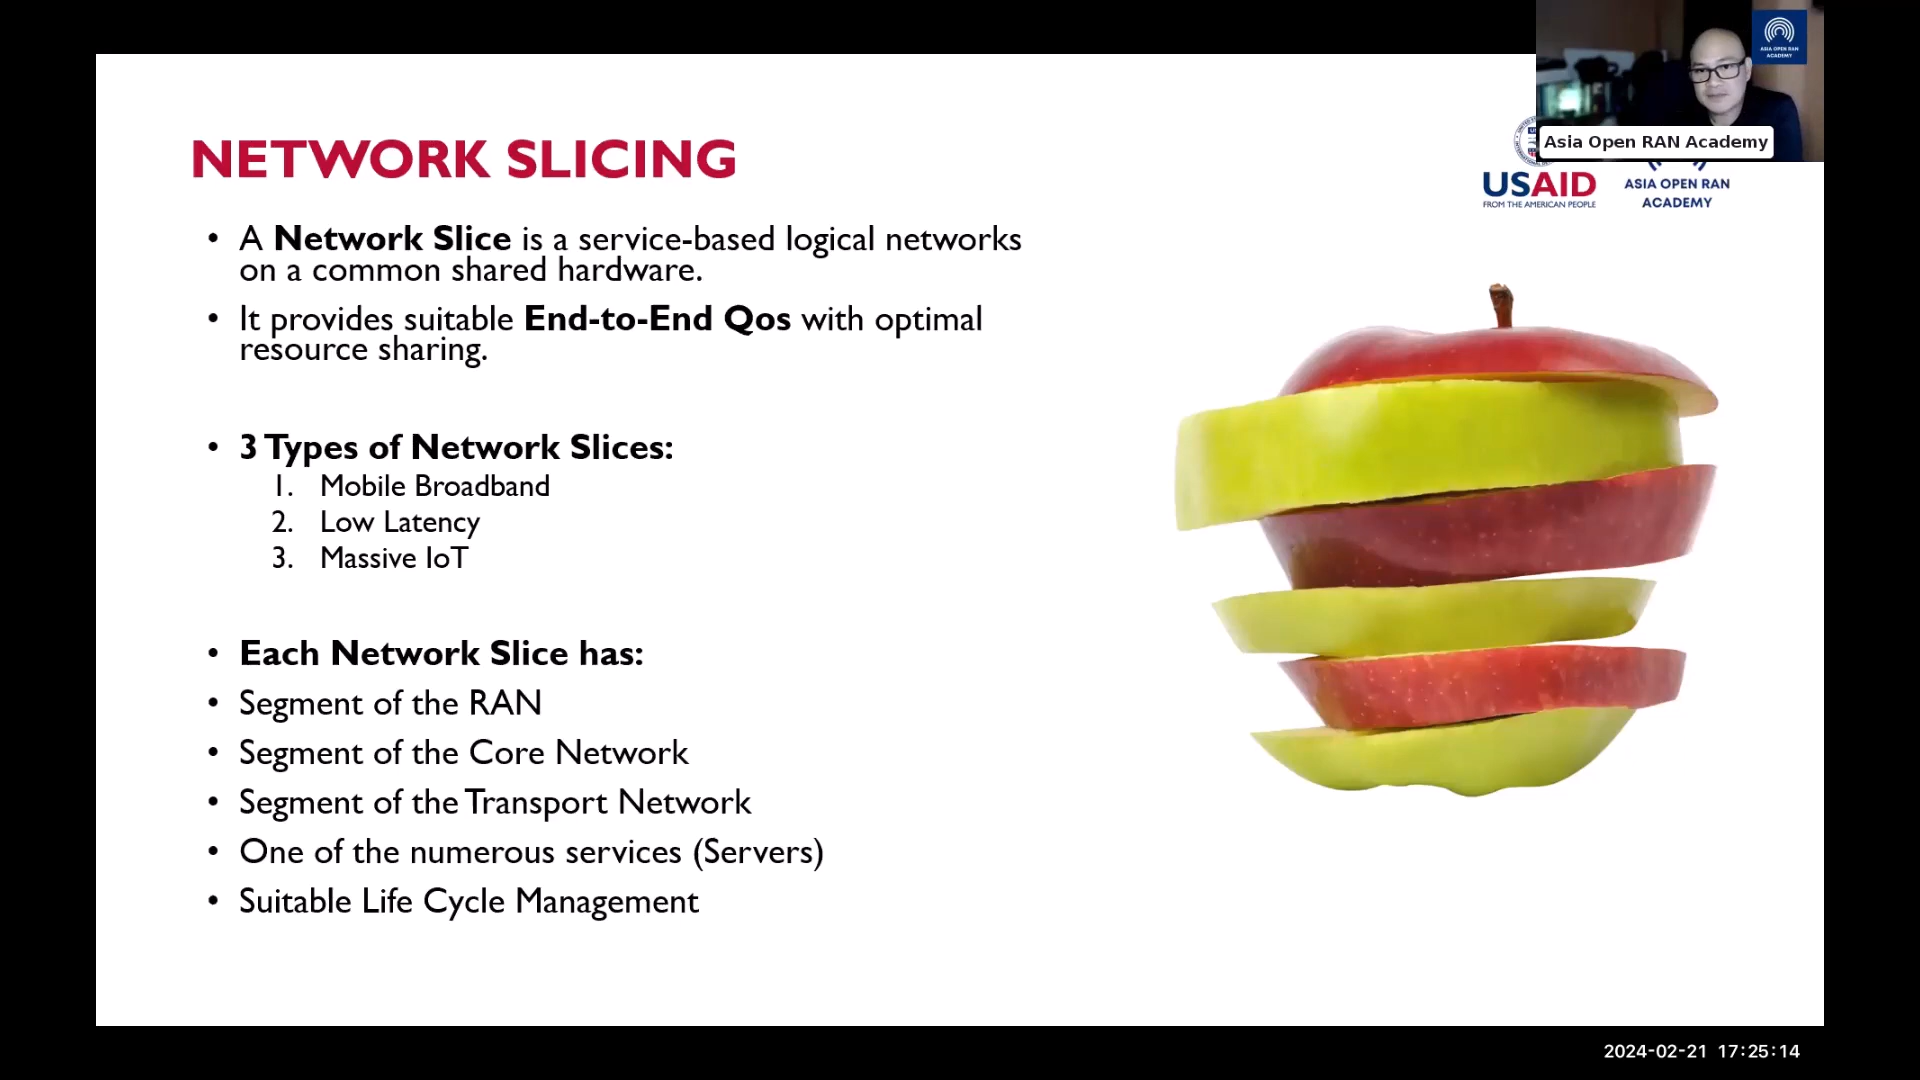 ASIA OPEN RAN
ACADEMY
Asia Open RAN Academy
NETWORK SLICING
USAID
FROM THE AMERICAN PEOPLE
ASIA OPEN RAN
ACADEMY
• A Network Slice is a service-based logical networks
on a common shared hardware.
• It provides suitable End-to-End Qos with optimal
resource sharing.
• 3 Types of Network Slices:
1. Mobile Broadband
2. Low Latency
3. Massive IoT
• Each Network Slice has:
• Segment of the RAN
• Segment of the Core Network
• Segment of the Transport Network
• One of the numerous services (Servers)
• Suitable Life Cycle Management
2024-02-21 17:25:14